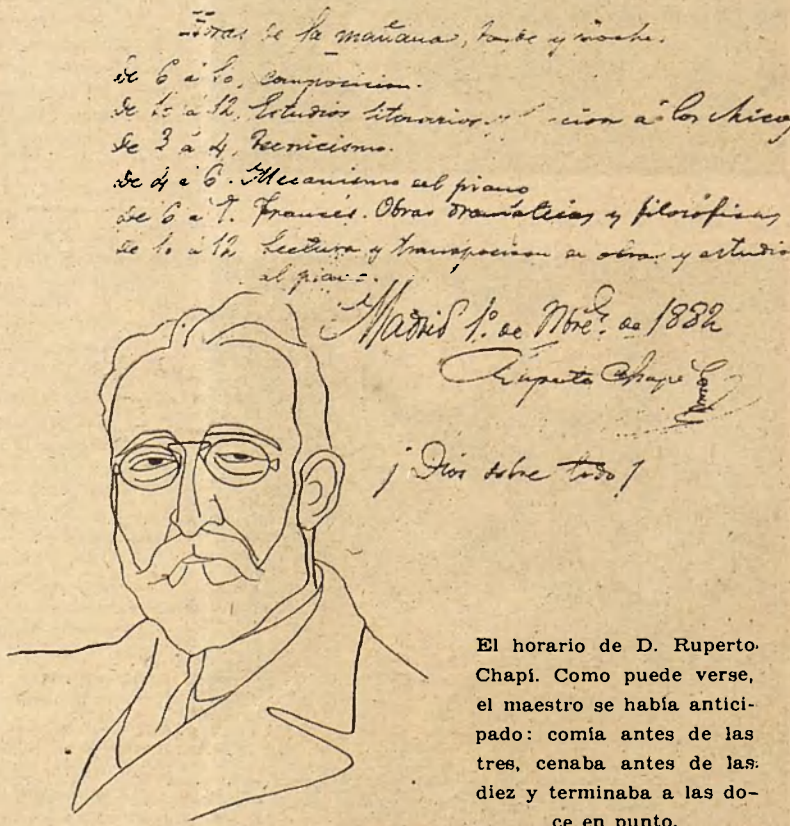 Horas de la mañana, tarde y noche.
de 6 á 10, composicion.
de 10 á 12, Estudios literarios y á los chicos
de 3 á 4, Tecnicismo.
de 4 á 6. Mecanismo del piano
de 6 á 7. Francés. Obras dramáticas y filosóficas
de 10 á 12 Lectura y transposicion de obras y estudio
al piano.
Madrid 1º de Nbre. de 1882
Ruperto Chapí
¡Dios sobre todo!
El horario de D. Ruperto
Chapí. Como puede verse,
el maestro se había antici-
pado: comía antes de las
tres, cenaba antes de las
diez y terminaba a las do-
ce en punto.